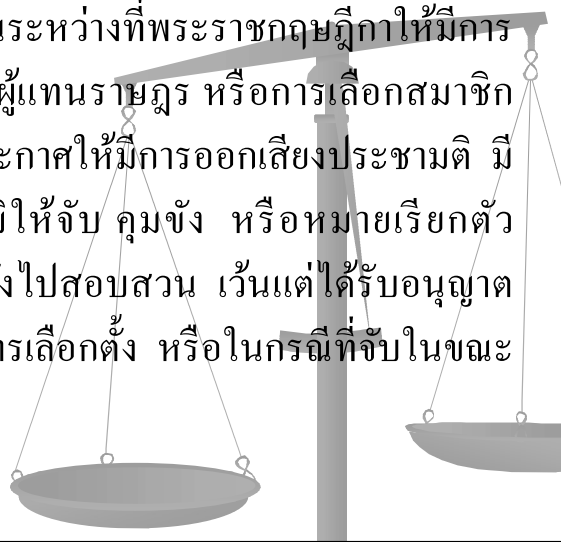 ระหว่างที่พระราชกฤษฎีกาให้มีการ
ผู้แทนราษฎร หรือการเลือกสมาชิก
กาศให้มีการออกเสียงประชามติ มี
ให้จับ คุมขัง หรือหมายเรียกตัว
ไปสอบสวน เว้นแต่ได้รับอนุญาต
รเลือกตั้ง หรือในกรณีที่จับในขณะ